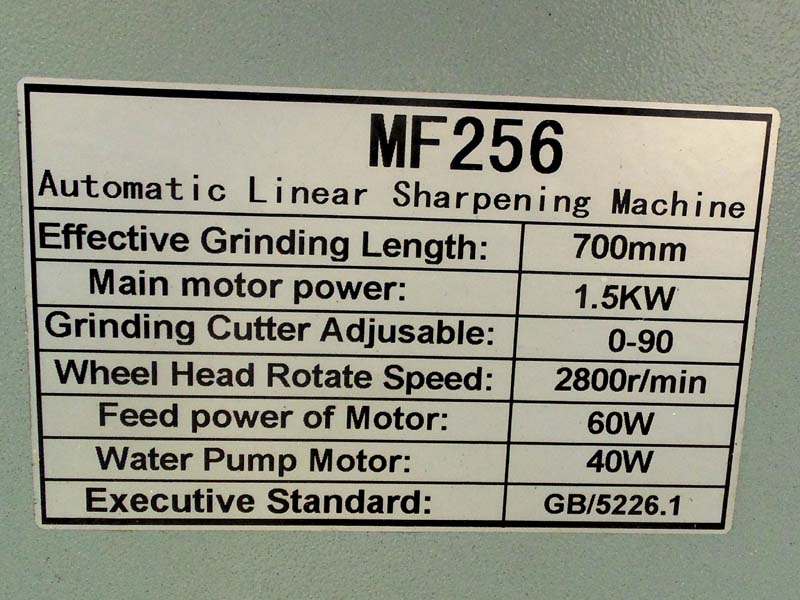 MF256
Automatic Linear Sharpening Machine
Effective Grinding Length: 700mm
Main motor power: 1.5KW
Grinding Cutter Adjusable: 0-90
Wheel Head Rotate Speed: 2800r/min
Feed power of Motor: 60W
Water Pump Motor: 40W
Executive Standard: GB/5226.1